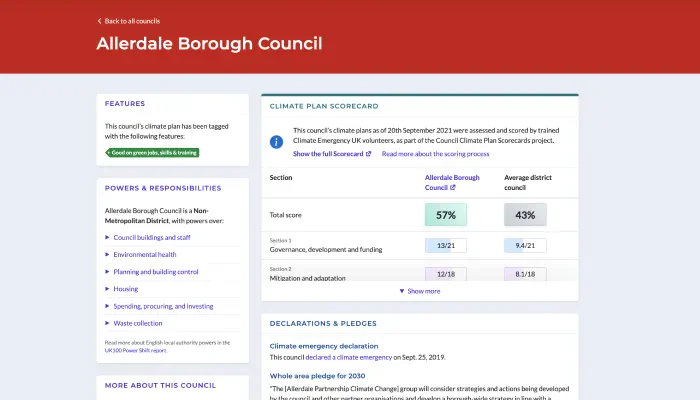 Back to all councils
Allerdale Borough Council
FEATURES
This council's climate plan has been tagged
with the following features:
Good on green jobs, skills & training
POWERS & RESPONSIBILITIES
Allerdale Borough Council is a Non-
Metropolitan District, with powers over:
Council buildings and staff
Environmental health
Planning and building control
Housing
Spending, procuring, and investing
Waste collection
Read more about English local authority powers in the
UK100 Power Shift report.
MORE ABOUT THIS COUNCIL
CLIMATE PLAN SCORECARD
This council's climate plans as of 20th September 2021 were assessed and scored by trained
Climate Emergency UK volunteers, as part of the Council Climate Plan Scorecards project.
Show the full Scorecard Read more about the scoring process
Section Allerdale Borough Council Average district council
Total score 57% 43%
Section 1
Governance, development and funding 13/21 9.4/21
Section 2
Mitigation and adaptation 12/18 8.1/18
Show more
DECLARATIONS & PLEDGES
Climate emergency declaration
This council declared a climate emergency on Sept. 25, 2019.
Whole area pledge for 2030
"The [Allerdale Partnership Climate Change] group will consider strategies and actions being developed
by the council and other partner organisations and develop a borough-wide strategy in line with a